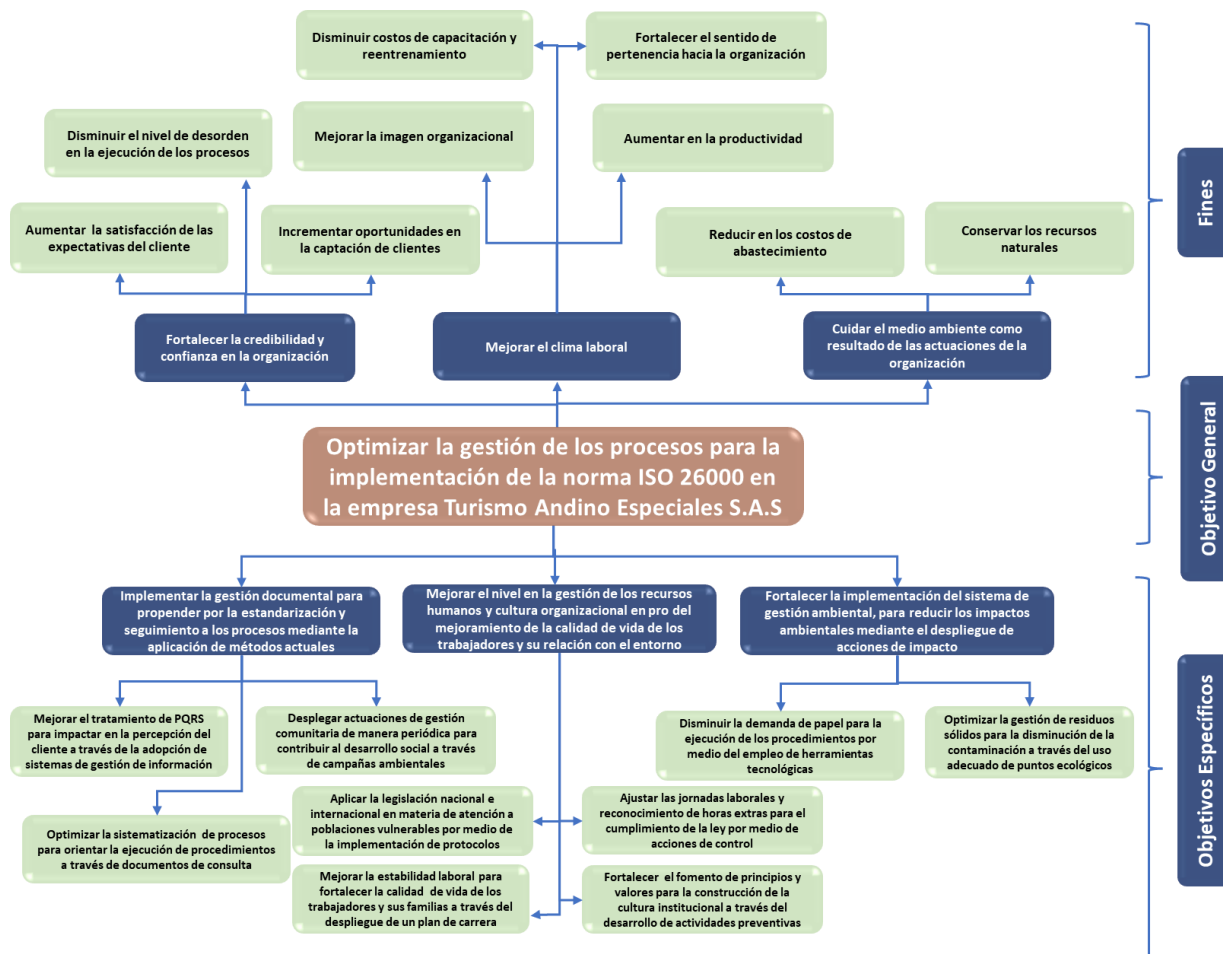 Disminuir costos de capacitación y
reentrenamiento
Fortalecer el sentido de
pertenencia hacia la organización
Disminuir el nivel de desorden
en la ejecución de los procesos
Mejorar la imagen organizacional
Aumentar en la productividad
Aumentar la satisfacción de las
expectativas del cliente
Incrementar oportunidades en
la captación de clientes
Reducir en los costos de
abastecimiento
Conservar los recursos
naturales
Fines
Fortalecer la credibilidad y
confianza en la organización
Mejorar el clima laboral
Cuidar el medio ambiente como
resultado de las actuaciones de la
organización
Optimizar la gestión de los procesos para la
implementación de la norma ISO 26000 en
la empresa Turismo Andino Especiales S.A.S
Objetivo General
Implementar la gestión documental para
propender por la estandarización y
seguimiento a los procesos mediante la
aplicación de métodos actuales
Mejorar el nivel en la gestión de los recursos
humanos y cultura organizacional en pro del
mejoramiento de la calidad de vida de los
trabajadores y su relación con el entorno
Fortalecer la implementación del sistema de
gestión ambiental, para reducir los impactos
ambientales mediante el despliegue de
acciones de impacto
Mejorar el tratamiento de PQRS
para impactar en la percepción del
cliente a través de la adopción de
sistemas de gestión de información
Desplegar actuaciones de gestión
comunitaria de manera periódica para
contribuir al desarrollo social a través
de campañas ambientales
Disminuir la demanda de papel para la
ejecución de los procedimientos por
medio del empleo de herramientas
tecnológicas
Optimizar la gestión de residuos
sólidos para la disminución de la
contaminación a través del uso
adecuado de puntos ecológicos
Objetivos Específicos
Optimizar la sistematización de procesos
para orientar la ejecución de procedimientos
a través de documentos de consulta
Aplicar la legislación nacional e
internacional en materia de atención a
poblaciones vulnerables por medio de
la implementación de protocolos
Ajustar las jornadas laborales y
reconocimiento de horas extras para el
cumplimiento de la ley por medio de
acciones de control
Mejorar la estabilidad laboral para
fortalecer la calidad de vida de los
trabajadores y sus familias a través del
despliegue de un plan de carrera
Fortalecer el fomento de principios y
valores para la construcción de la
cultura institucional a través del
desarrollo de actividades preventivas